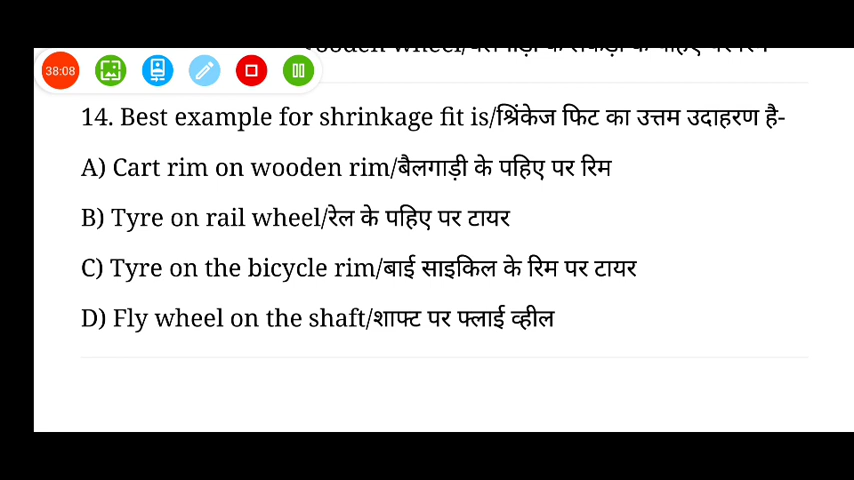 38:08
14. Best example for shrinkage fit is/श्रिंकेज फिट का उत्तम उदाहरण है-
A) Cart rim on wooden rim/बैलगाड़ी के पहिए पर रिम
B) Tyre on rail wheel/रेल के पहिए पर टायर
C) Tyre on the bicycle rim/बाई साइकिल के रिम पर टायर
D) Fly wheel on the shaft/शाफ्ट पर फ्लाई व्हील